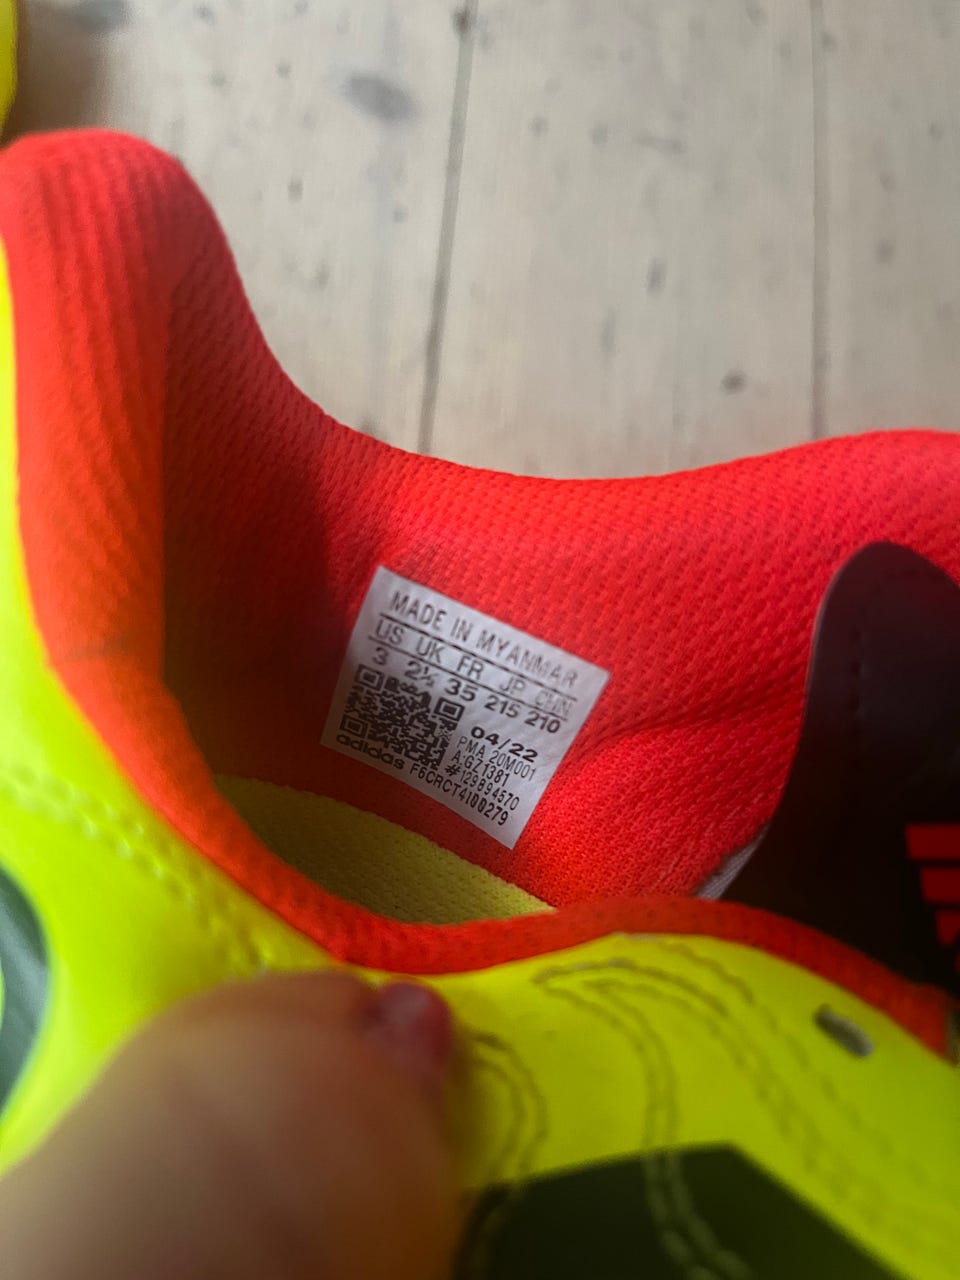 MADE IN MYANMAR
US UK FR JP CHN
3 2½ 35 215 210
04/22
PMA 20M001
A:GZ1381
#129894570
adidas F6CRCT4100279